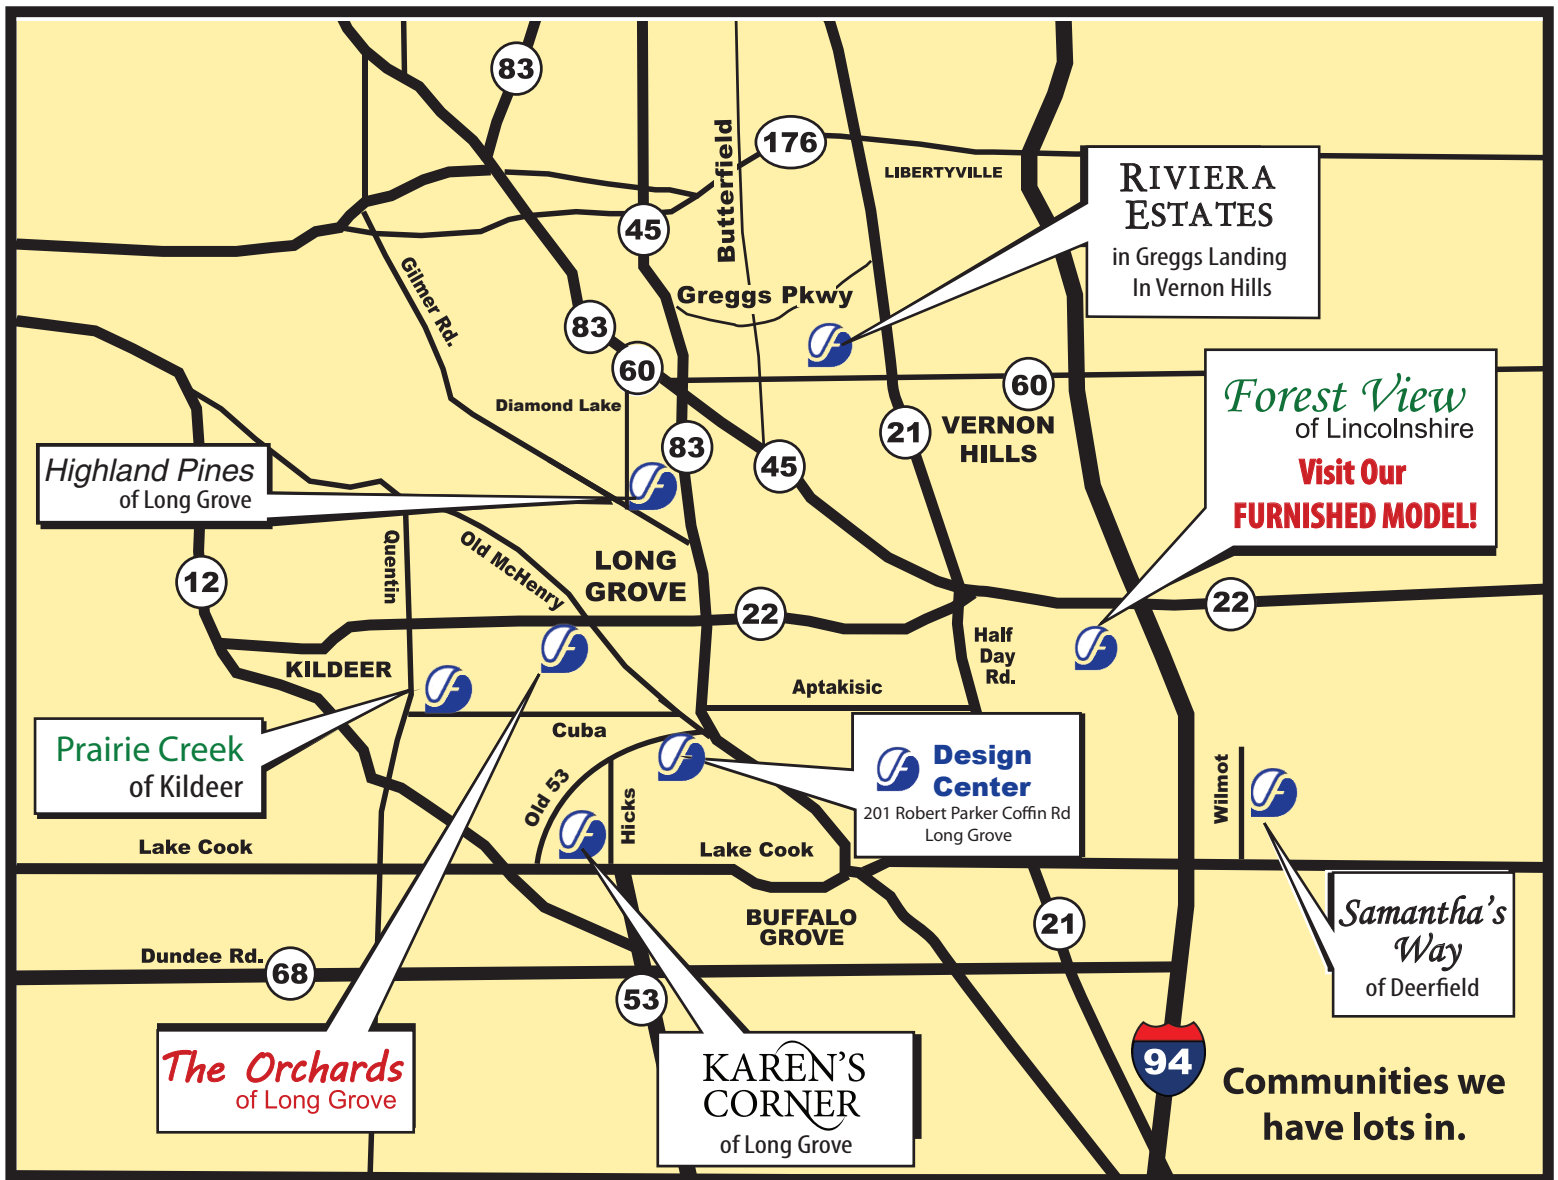 83
176
LIBERTYVILLE
Butterfield
45
RIVIERA
ESTATES
in Greggs Landing
In Vernon Hills
Gilmer Rd.
Greggs Pkwy
83
60
60
Diamond Lake
Forest View
of Lincolnshire
Visit Our
FURNISHED MODEL!
21
VERNON
HILLS
83
45
Highland Pines
of Long Grove
Quentin
Old McHenry
LONG
GROVE
12
22
22
Half
Day
Rd.
KILDEER
Aptakisic
Cuba
Prairie Creek
of Kildeer
Design
Center
201 Robert Parker Coffin Rd
Long Grove
Old 53
Hicks
Wilmot
Lake Cook
Lake Cook
BUFFALO
GROVE
21
Samantha's
Way
of Deerfield
Dundee Rd.
68
53
The Orchards
of Long Grove
KAREN'S
CORNER
of Long Grove
94
Communities we
have lots in.